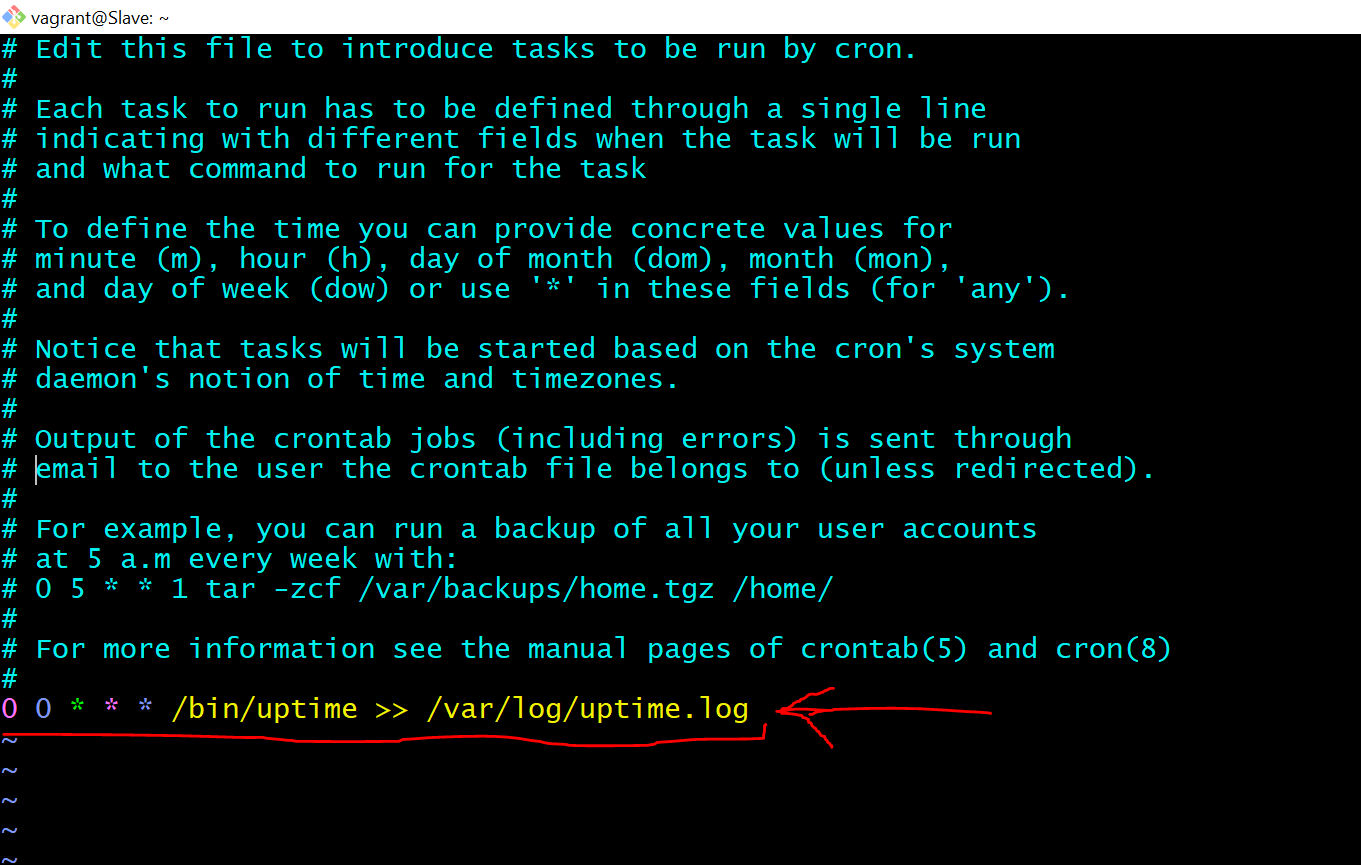 vagrant@Slave: ~
# Edit this file to introduce tasks to be run by cron.
#
# Each task to run has to be defined through a single line
# indicating with different fields when the task will be run
# and what command to run for the task
#
# To define the time you can provide concrete values for
# minute (m), hour (h), day of month (dom), month (mon),
# and day of week (dow) or use '*' in these fields (for 'any').
#
# Notice that tasks will be started based on the cron's system
# daemon's notion of time and timezones.
#
# Output of the crontab jobs (including errors) is sent through
# email to the user the crontab file belongs to (unless redirected).
#
# For example, you can run a backup of all your user accounts
# at 5 a.m every week with:
# 0 5 * * 1 tar -zcf /var/backups/home.tgz /home/
#
# For more information see the manual pages of crontab(5) and cron(8)
#
0 0 * * * /bin/uptime >> /var/log/uptime.log
~
~
~
~
~